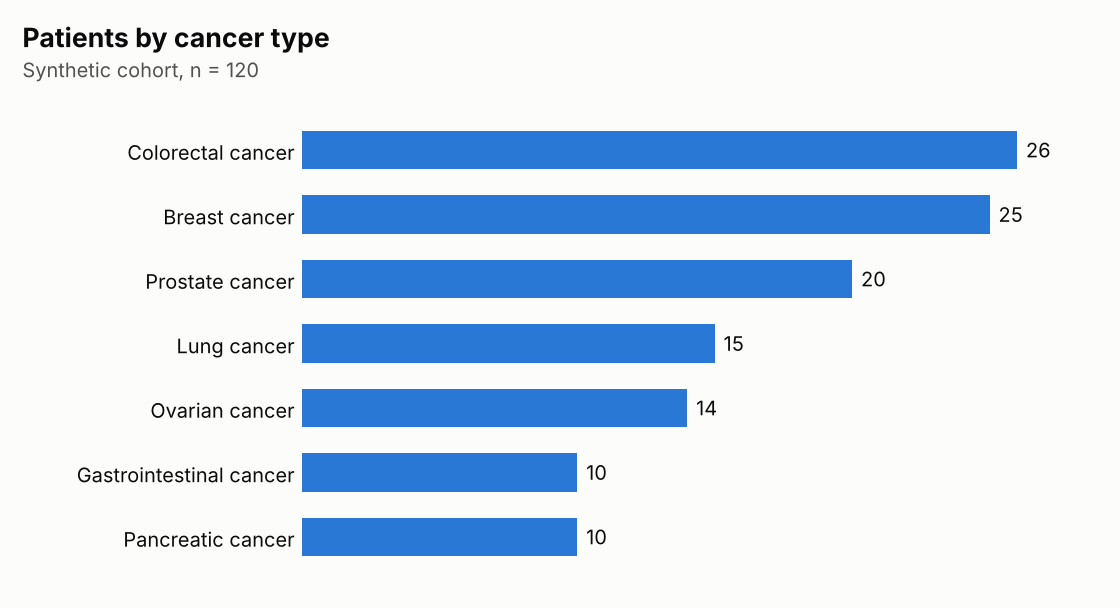 Patients by cancer type
Synthetic cohort, n = 120
Colorectal cancer 26
Breast cancer 25
Prostate cancer 20
Lung cancer 15
Ovarian cancer 14
Gastrointestinal cancer 10
Pancreatic cancer 10